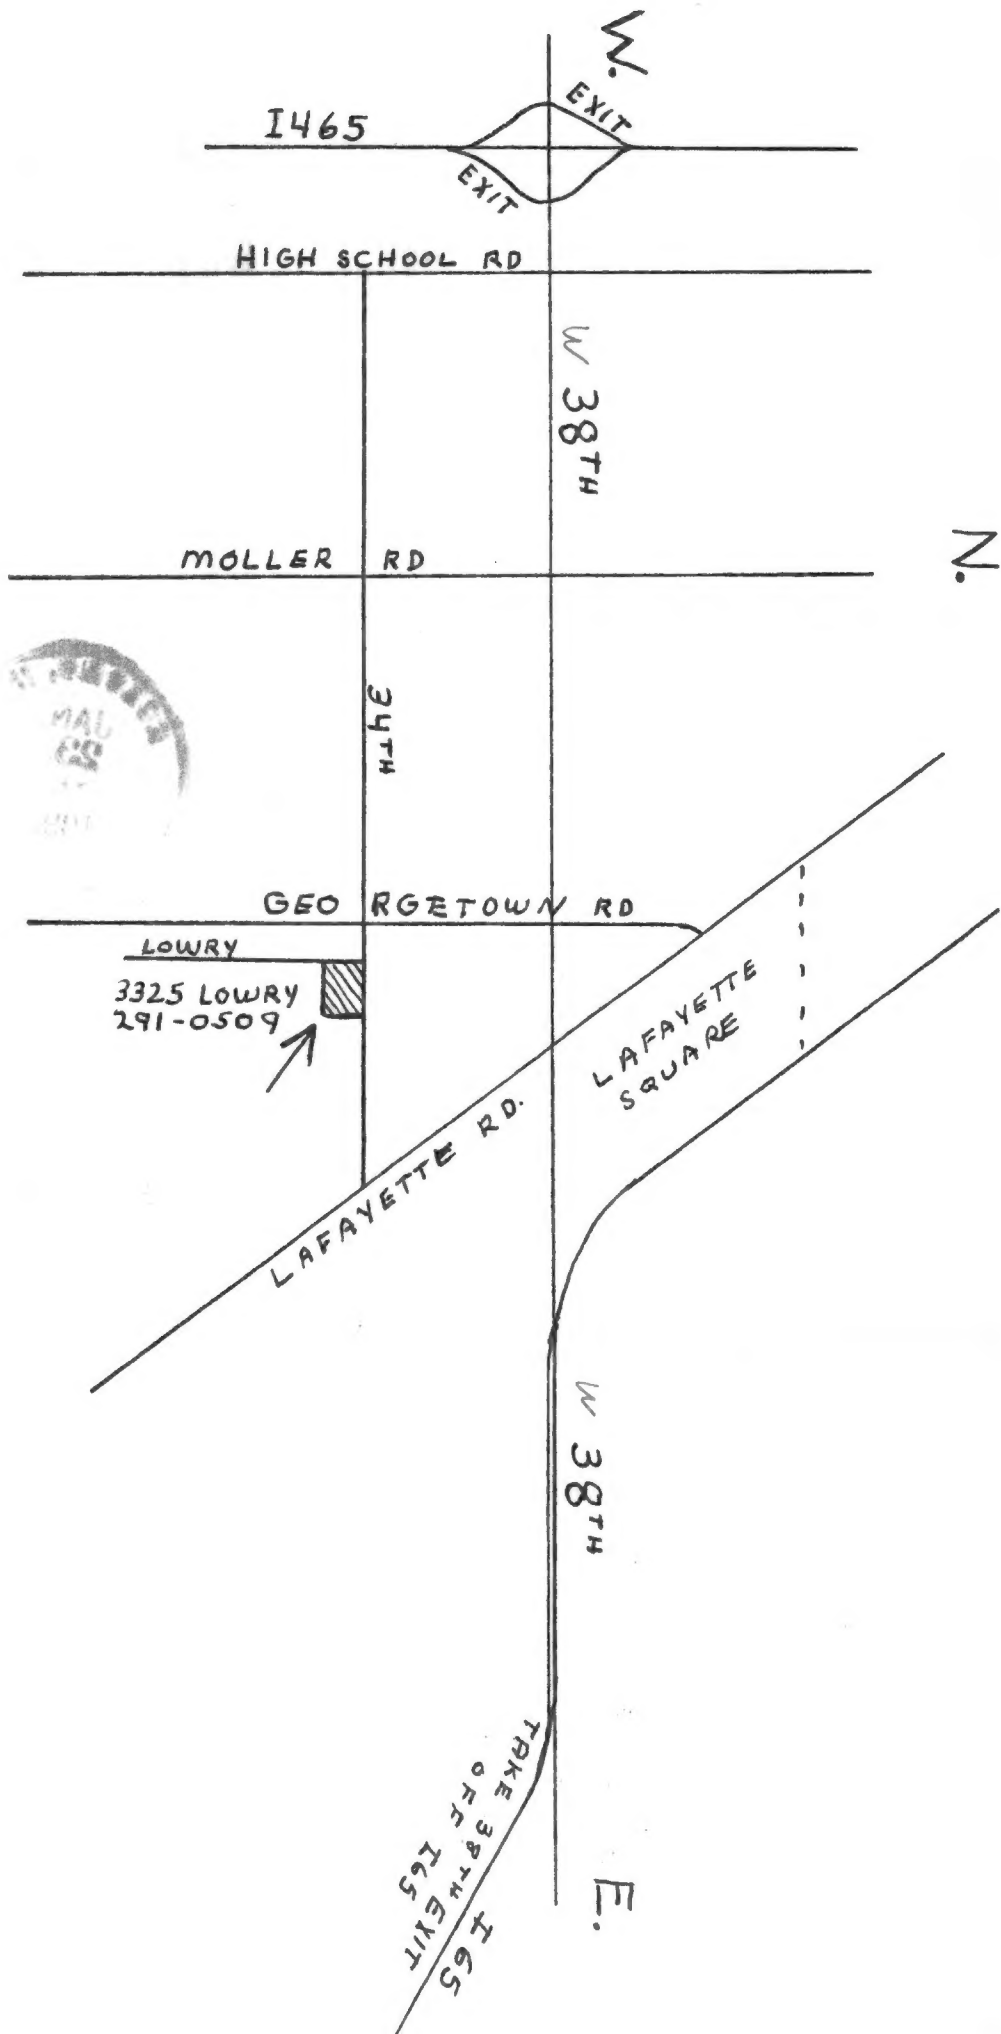 W.
EXIT
I465
EXIT
HIGH SCHOOL RD
W 38TH
N.
MOLLER RD
34TH
MAL
GEORGETOWN RD
LOWRY
3325 LOWRY
291-0509
LAFAYETTE
SQUARE
LAFAYETTE RD.
W 38TH
TAKE 38TH EXIT
OFF I65
I65
E.